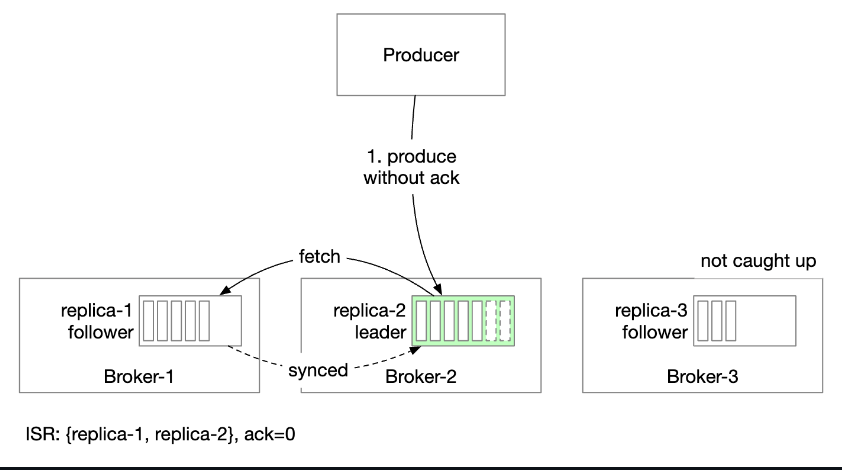 Producer
1. produce
without ack
fetch
not caught up
replica-1
follower
replica-2
leader
replica-3
follower
synced
Broker-1
Broker-2
Broker-3
ISR: {replica-1, replica-2}, ack=0